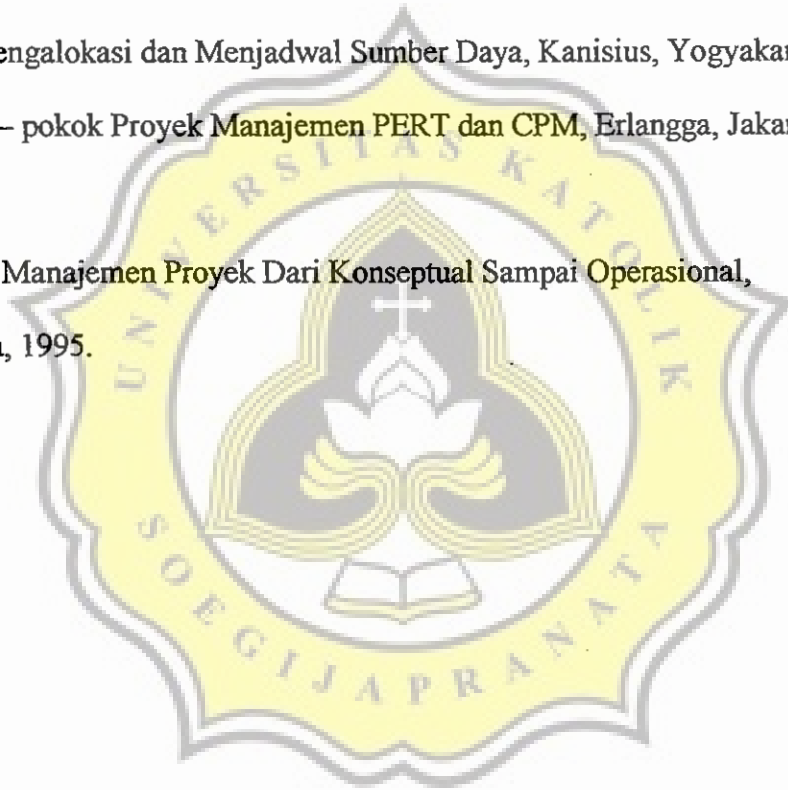 engalokasi dan Menjadwal Sumber Daya, Kanisius, Yogyakar
– pokok Proyek Manajemen PERT dan CPM, Erlangga, Jakar
Manajemen Proyek Dari Konseptual Sampai Operasional,
, 1995.
UNIVERSITAS KATOLIK
SOEGIJAPRANATA